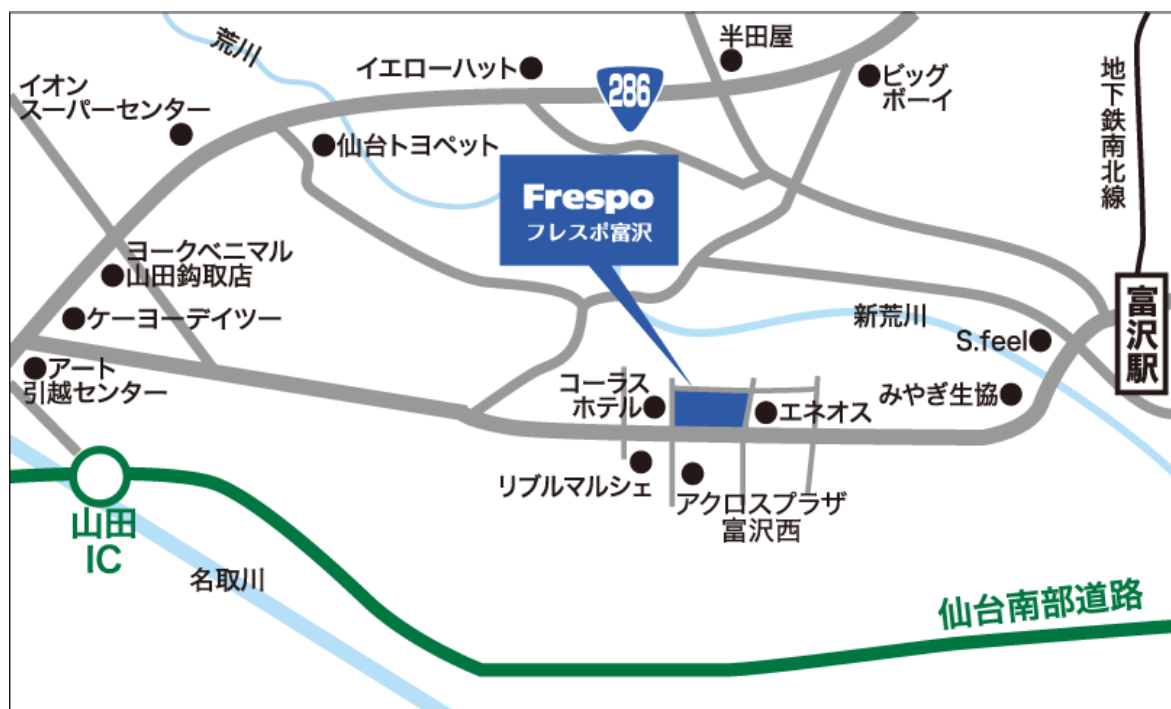 荒川
半田屋
イエローハット
286
ビッグ
ボーイ
イオン
スーパーセンター
仙台トヨペット
地下鉄南北線
Frespo
フレスポ富沢
ヨークベニマル
山田鈎取店
ケーヨーデイツー
新荒川
S.feel
富沢駅
アート
引越センター
コーラス
ホテル
エネオス
みやぎ生協
リブルマルシェ
アクロスプラザ
富沢西
山田
IC
名取川
仙台南部道路